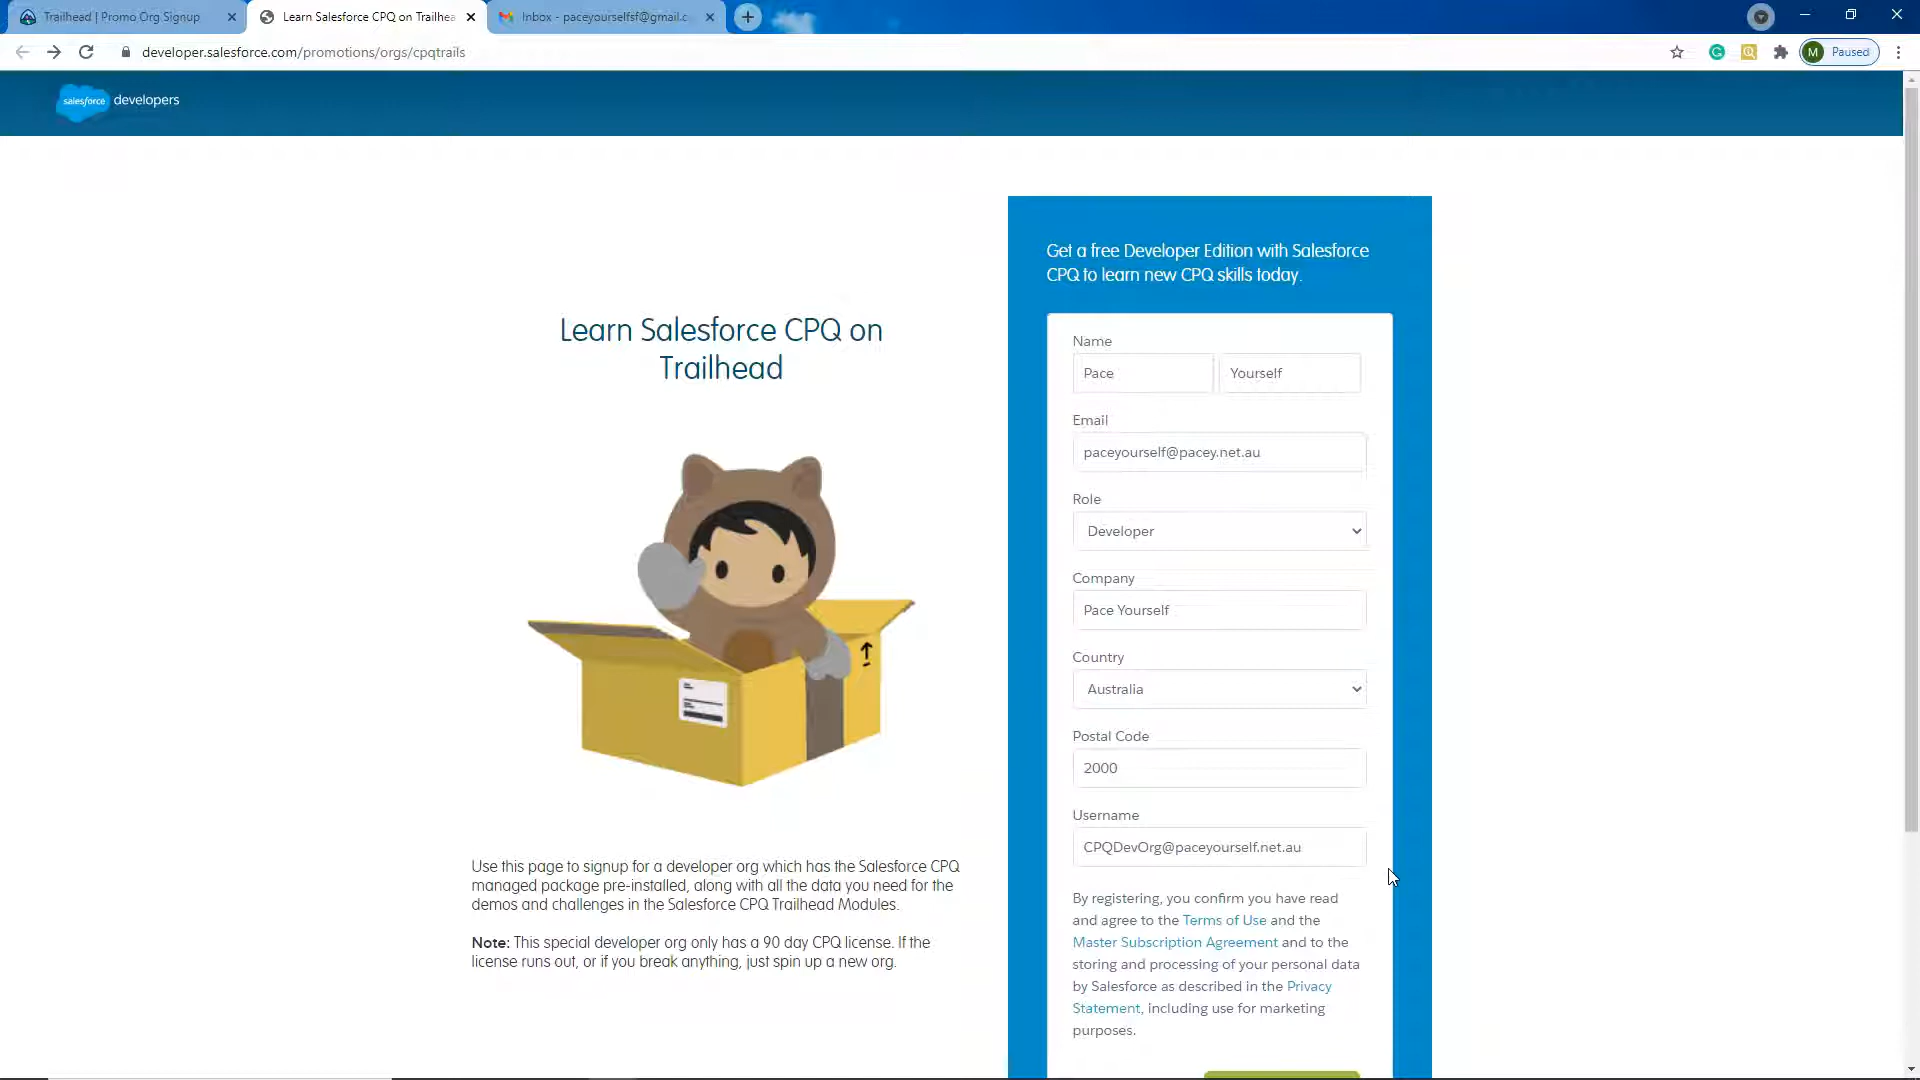 Trailhead | Promo Org Signup
Learn Salesforce CPQ on Trailhea
Inbox - paceyourselfsf@gmail.c
developer.salesforce.com/promotions/orgs/cpqtrails
M Paused
salesforce developers
Get a free Developer Edition with Salesforce
CPQ to learn new CPQ skills today.
Learn Salesforce CPQ on
Trailhead
Name
Pace Yourself
Email
paceyourself@pacey.net.au
Role
Developer
Company
Pace Yourself
Country
Australia
Postal Code
2000
Username
CPQDevOrg@paceyourself.net.au
Use this page to signup for a developer org which has the Salesforce CPQ
managed package pre-installed, along with all the data you need for the
demos and challenges in the Salesforce CPQ Trailhead Modules.
Note: This special developer org only has a 90 day CPQ license. If the
license runs out, or if you break anything, just spin up a new org.
By registering, you confirm you have read
and agree to the Terms of Use and the
Master Subscription Agreement and to the
storing and processing of your personal data
by Salesforce as described in the Privacy
Statement, including use for marketing
purposes.